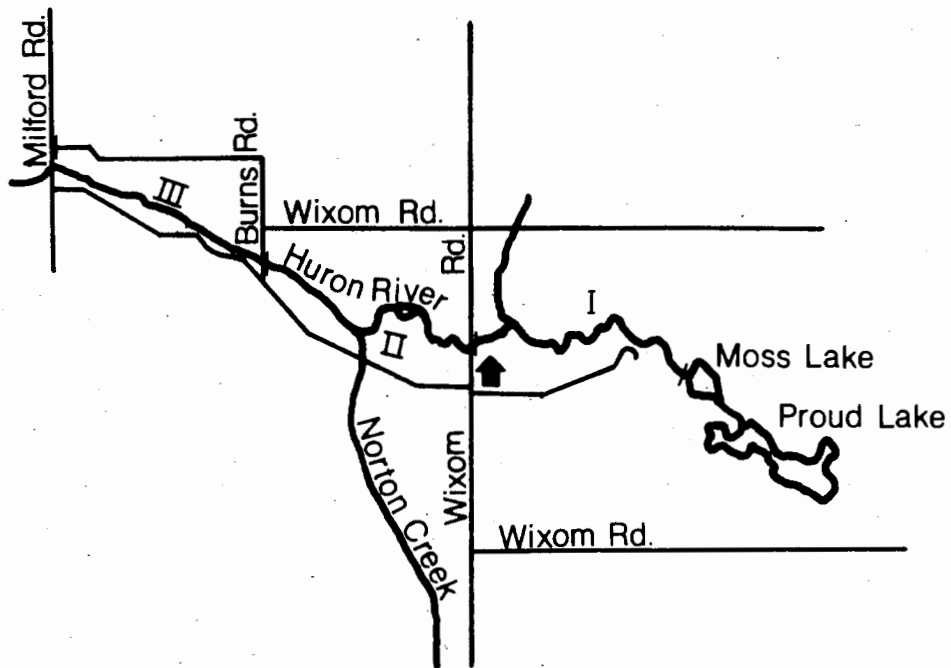 Milford Rd.
III
Burns Rd.
Wixom Rd.
Huron River
II
Wixom Rd.
I
Moss Lake
Proud Lake
Norton Creek
Wixom Rd.